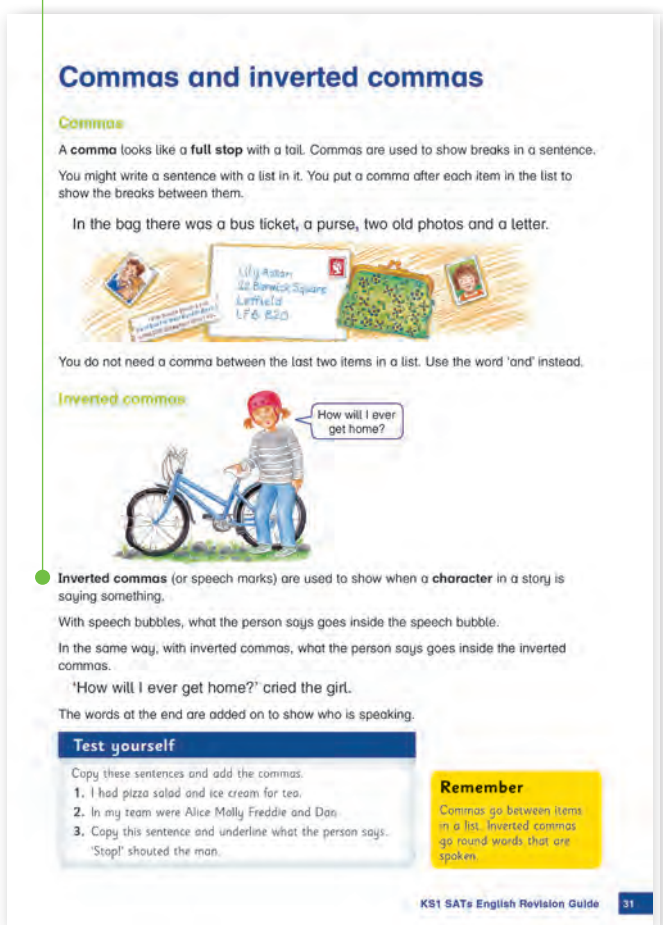 Commas and inverted commas
Commas
A comma looks like a full stop with a tail. Commas are used to show breaks in a sentence.
You might write a sentence with a list in it. You put a comma after each item in the list to
show the breaks between them.
In the bag there was a bus ticket, a purse, two old photos and a letter.
Lily Aston
Square
LF6 B20
You do not need a comma between the last two items in a list. Use the word 'and' instead.
Inverted commas
How will I ever
get home?
Inverted commas (or speech marks) are used to show when a character in a story is
saying something.
With speech bubbles, what the person says goes inside the speech bubble.
In the same way, with inverted commas, what the person says goes inside the inverted
commas.
'How will I ever get home?' cried the girl.
The words at the end are added on to show who is speaking.
Test yourself
Copy these sentences and add the commas.
1. I had pizza salad and ice cream for tea.
2. In my team were Alice Molly Freddie and Dan
3. Copy this sentence and underline what the person says.
'Stop!' shouted the man.
Remember
Commas go between items
in a list. Inverted commas
go round words that are
spoken.
KS1 SATs English Revision Guide 31